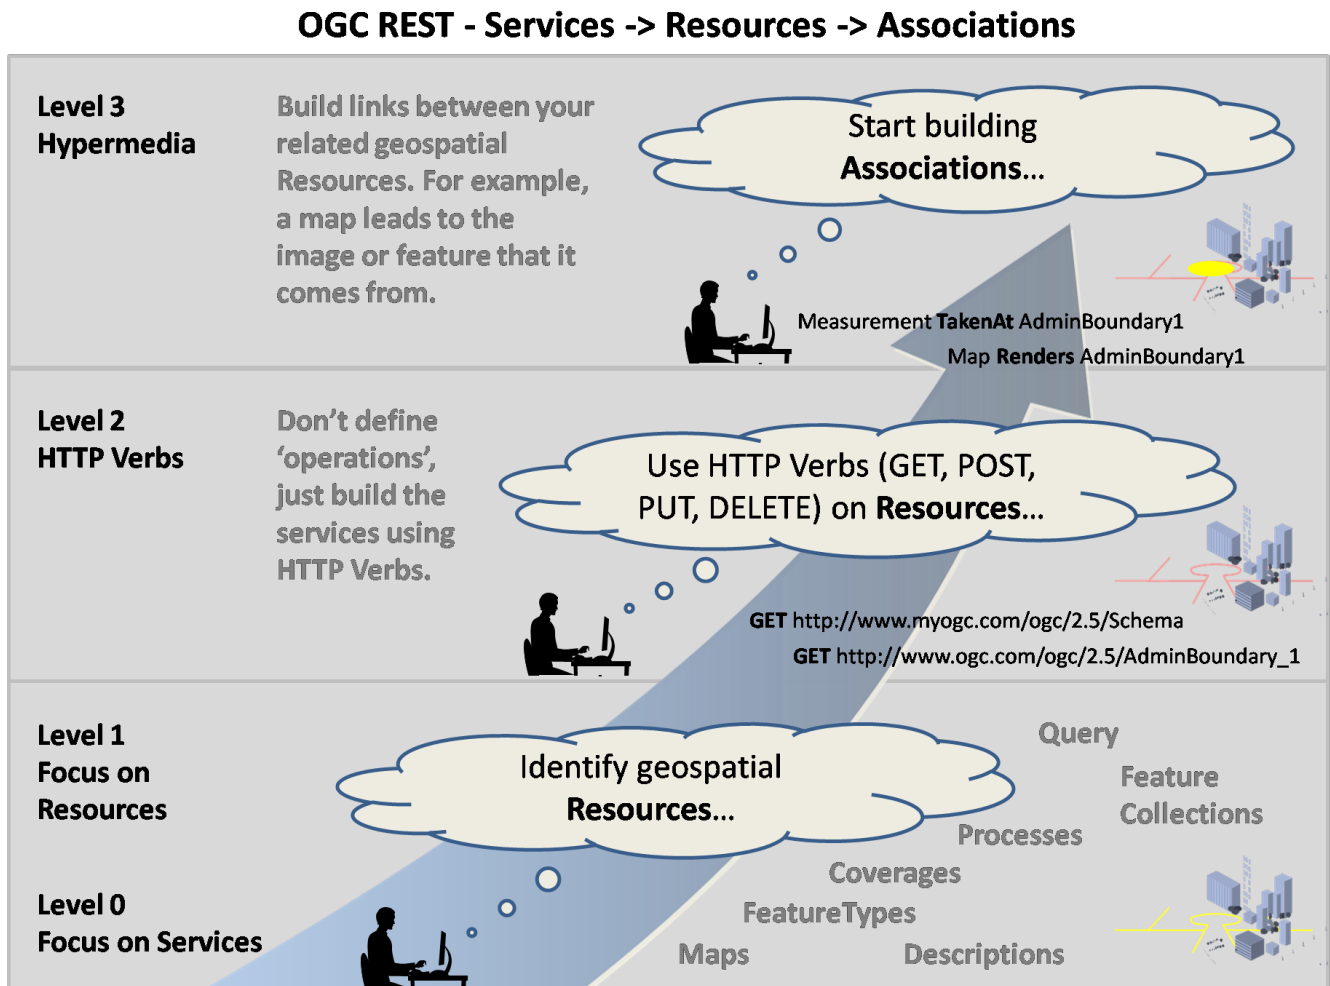 OGC REST - Services -> Resources -> Associations
Level 3
Hypermedia
Build links between your
related geospatial
Resources. For example,
a map leads to the
image or feature that it
comes from.
Start building
Associations...
Measurement TakenAt AdminBoundary1
Map Renders AdminBoundary1
Level 2
HTTP Verbs
Don't define
'operations',
just build the
services using
HTTP Verbs.
Use HTTP Verbs (GET, POST,
PUT, DELETE) on Resources...
GET http://www.myogc.com/ogc/2.5/Schema
GET http://www.ogc.com/ogc/2.5/AdminBoundary_1
Level 1
Focus on
Resources
Identify geospatial
Resources...
Query
Feature
Collections
Processes
Coverages
FeatureTypes
Maps
Descriptions
Level 0
Focus on Services